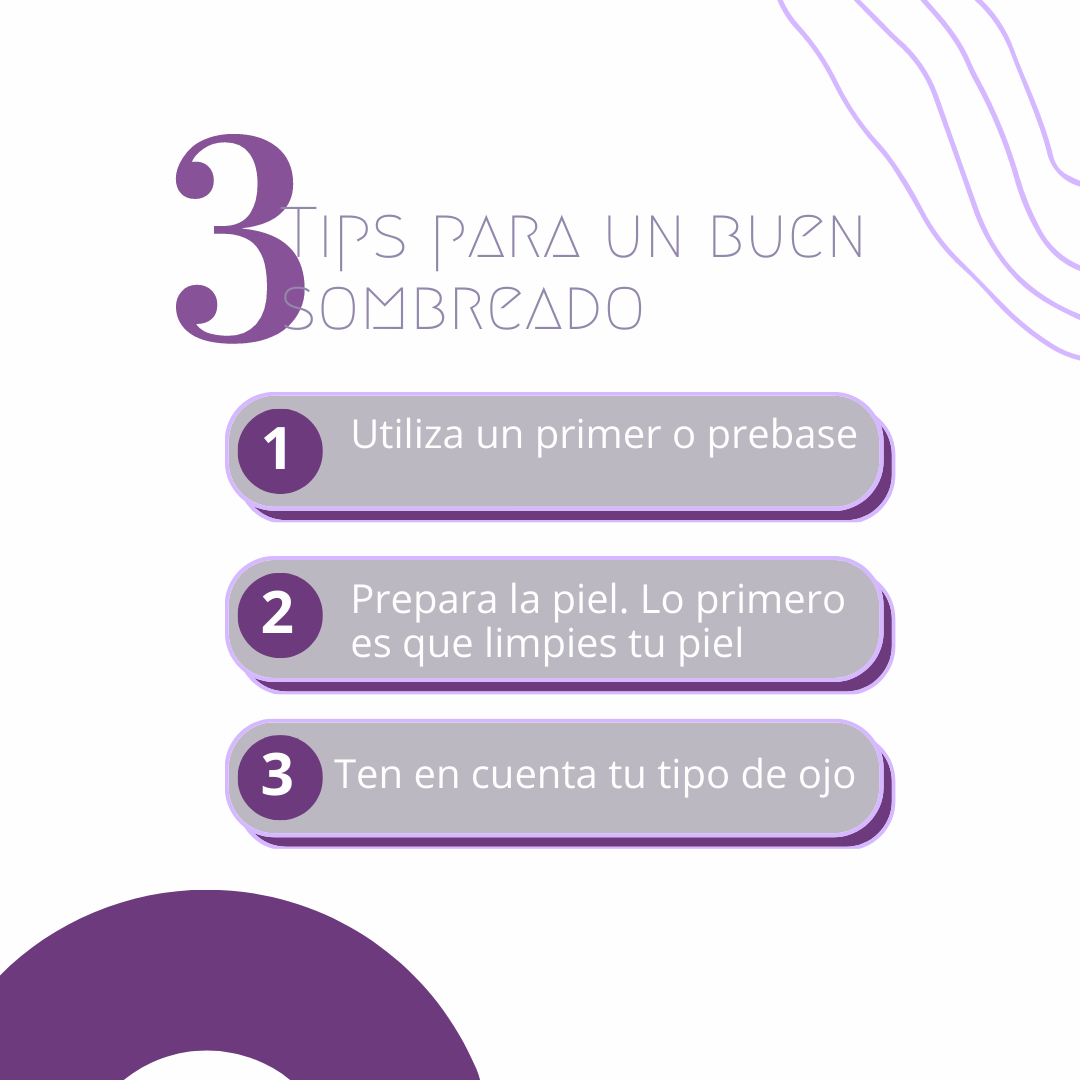 3
Tips para un buen
sombreado
1
Utiliza un primer o prebase
2
Prepara la piel. Lo primero
es que limpies tu piel
3
Ten en cuenta tu tipo de ojo